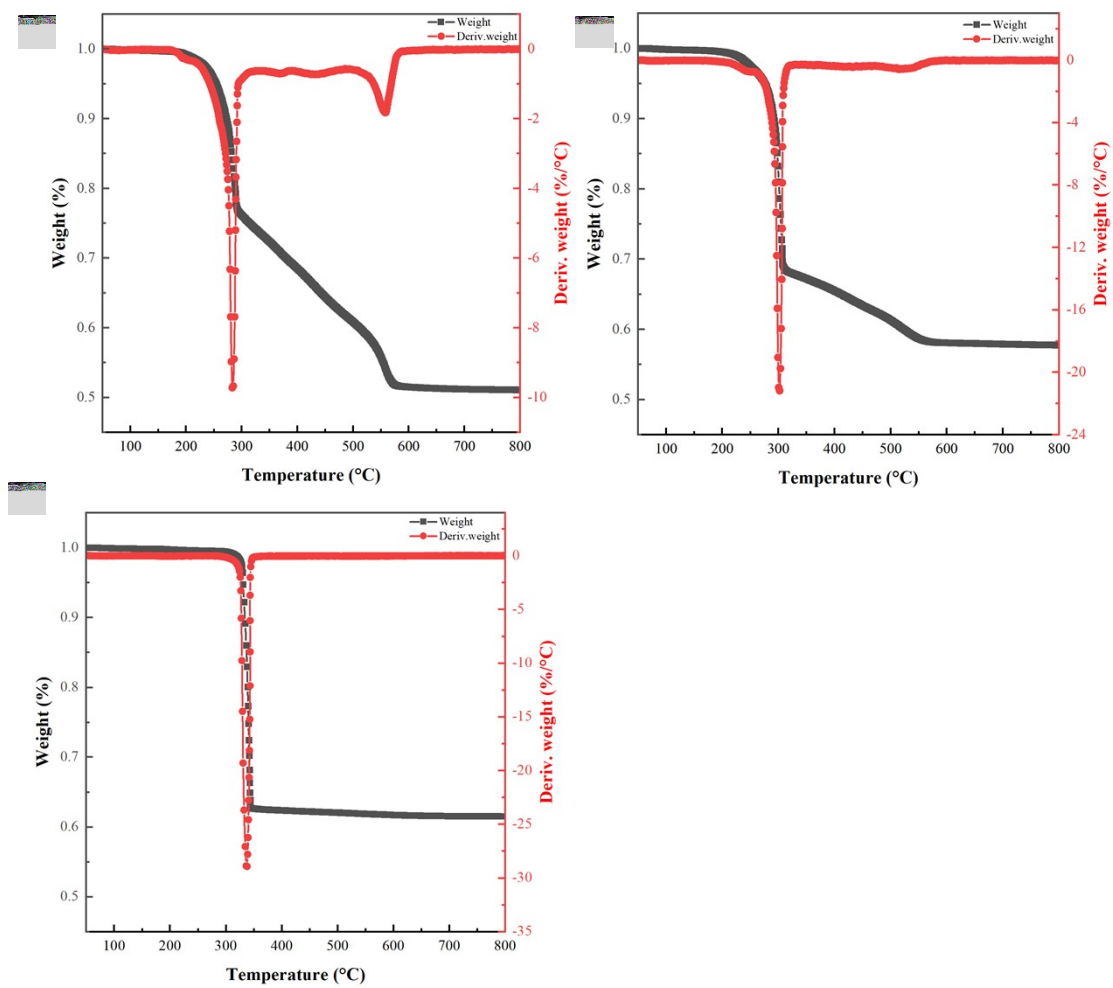 Weight
Deriv.weight
1.0
0.9
0.8
0.7
0.6
0.5
Weight (%)
0
-2
-4
-6
-8
-10
Deriv. weight (%/°C)
100 200 300 400 500 600 700 800
Temperature (°C)
Weight
Deriv.weight
1.0
0.9
0.8
0.7
0.6
0.5
Weight (%)
0
-4
-8
-12
-16
-20
-24
Deriv. weight (%/°C)
100 200 300 400 500 600 700 800
Temperature (°C)
Weight
Deriv.weight
1.0
0.9
0.8
0.7
0.6
0.5
Weight (%)
0
-5
-10
-15
-20
-25
-30
-35
Deriv. weight (%/°C)
100 200 300 400 500 600 700 800
Temperature (°C)